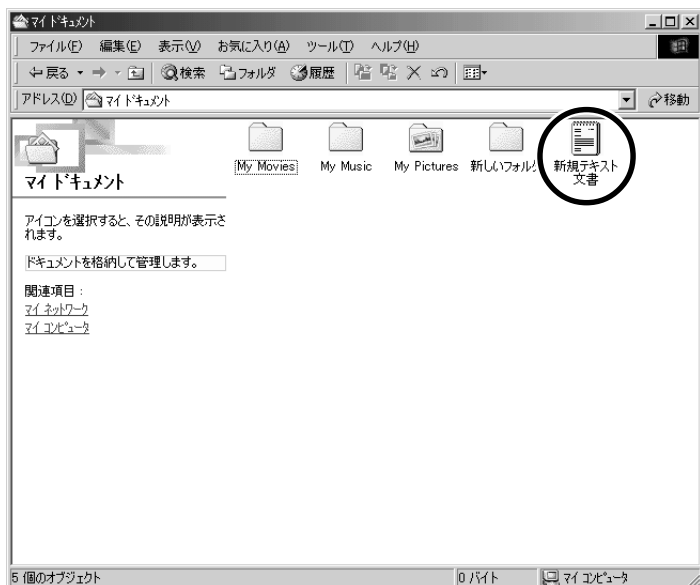 マイ ドキュメント
ファイル(F) 編集(E) 表示(V) お気に入り(A) ツール(T) ヘルプ(H)
戻る 検索 フォルダ 履歴
アドレス(D) マイ ドキュメント 移動
マイ ドキュメント
アイコンを選択すると、その説明が表示さ
れます。
ドキュメントを格納して管理します。
関連項目:
マイ ネットワーク
マイ コンピュータ
My Movies My Music My Pictures 新しいフォルダ 新規テキスト
文書
5 個のオブジェクト 0 バイト マイ コンピュータ